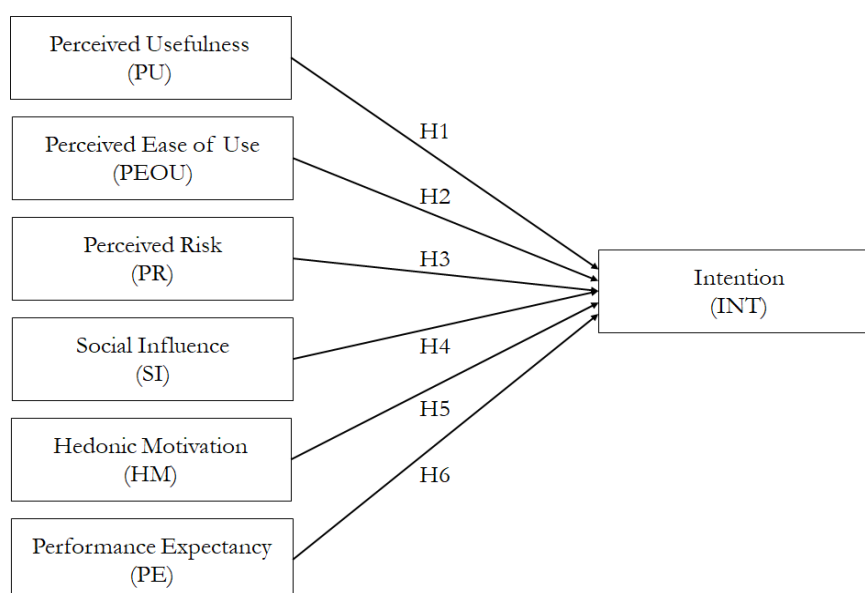 Perceived Usefulness
(PU)
H1
Perceived Ease of Use
(PEOU)
H2
Perceived Risk
(PR)
H3
Intention
(INT)
Social Influence
(SI)
H4
Hedonic Motivation
(HM)
H5
H6
Performance Expectancy
(PE)